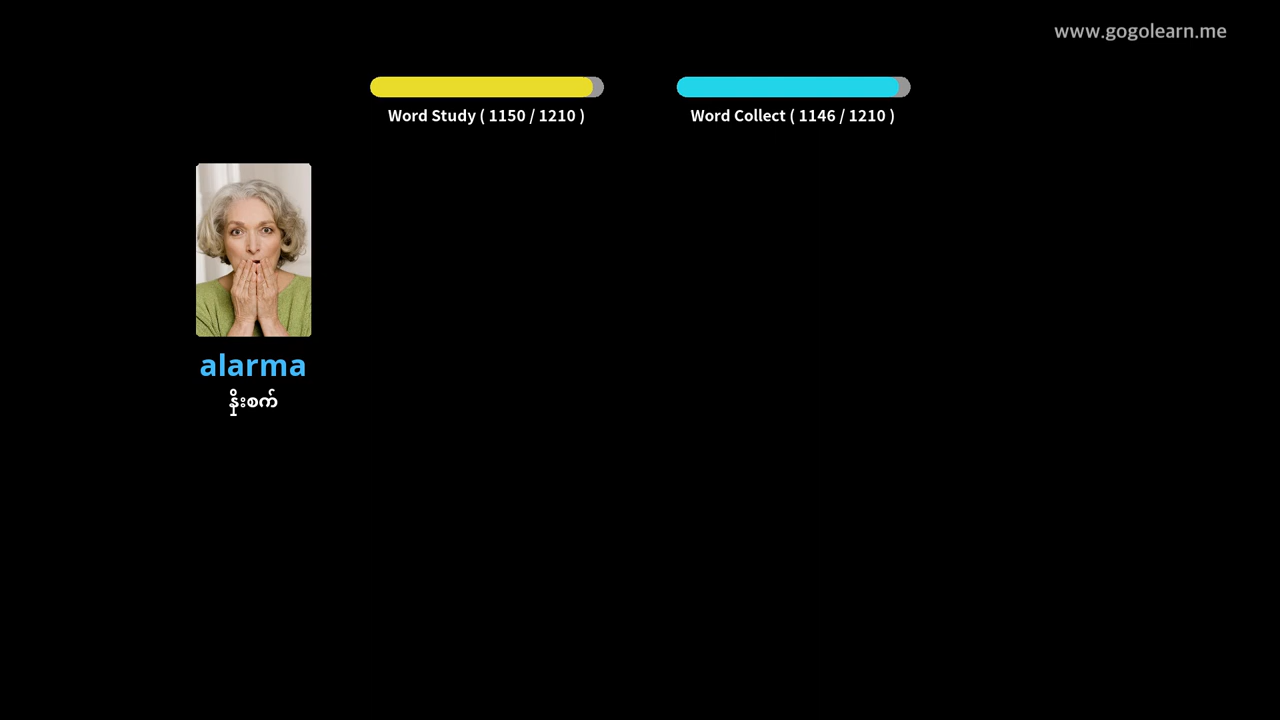 www.gogolearn.me
Word Study ( 1150 / 1210 )
Word Collect ( 1146 / 1210 )
alarma
နှိုးစက်